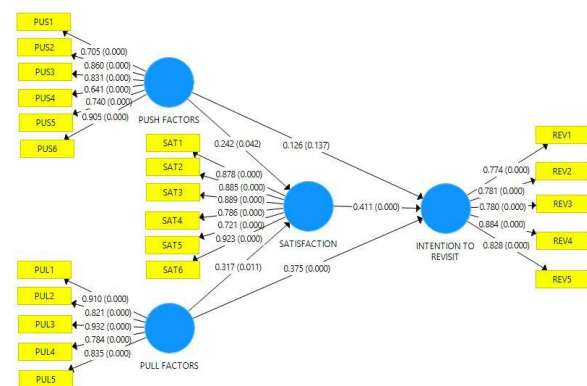 PUS1
PUS2
PUS3
PUS4
PUS5
PUS6
0.705 (0.000)
0.860 (0.000)
0.831 (0.000)
0.641 (0.000)
0.740 (0.000)
0.905 (0.000)
PUSH FACTORS
0.242 (0.042)
0.126 (0.137)
SAT1
SAT2
SAT3
SAT4
SAT5
SAT6
0.878 (0.000)
0.885 (0.000)
0.889 (0.000)
0.786 (0.000)
0.721 (0.000)
0.923 (0.000)
SATISFACTION
0.411 (0.000)
INTENTION TO
REVISIT
0.774 (0.000)
0.781 (0.000)
0.780 (0.000)
0.884 (0.000)
0.828 (0.000)
REV1
REV2
REV3
REV4
REV5
0.317 (0.011)
0.375 (0.000)
PUL1
PUL2
PUL3
PUL4
PUL5
0.910 (0.000)
0.821 (0.000)
0.932 (0.000)
0.784 (0.000)
0.835 (0.000)
PULL FACTORS